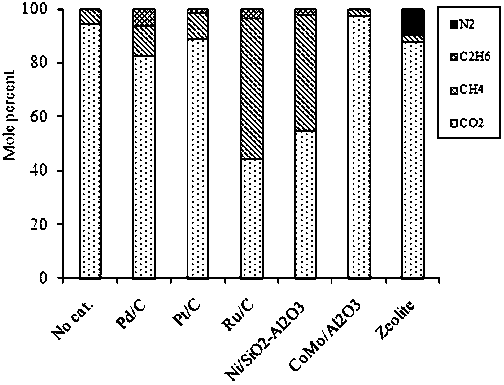 Mole percent
100
80
60
40
20
0
No cat.
Pd/C
Pt/C
Ru/C
Ni/SiO2-Al2O3
CoMo/Al2O3
Zeolite
N2
C2H6
CH4
CO2